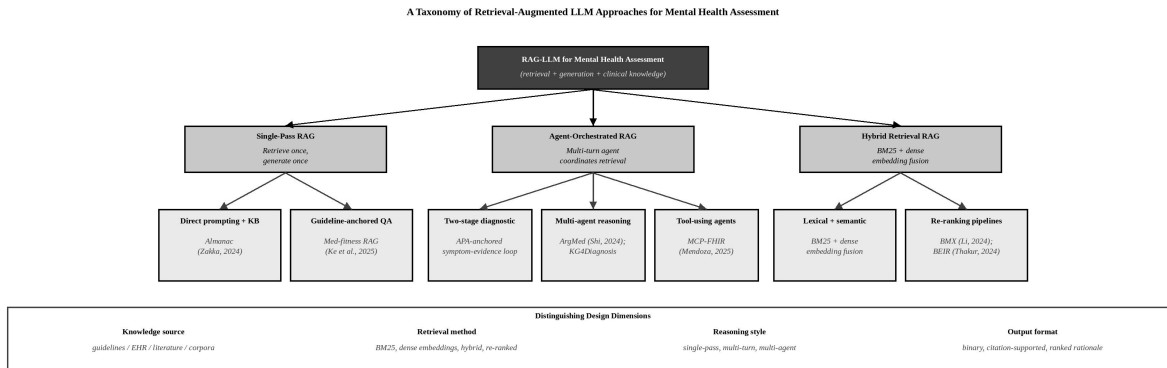 A Taxonomy of Retrieval-Augmented LLM Approaches for Mental Health Assessment
RAG-LLM for Mental Health Assessment
(retrieval + generation + clinical knowledge)
Single-Pass RAG
Retrieve once,
generate once
Agent-Orchestrated RAG
Multi-turn agent
coordinates retrieval
Hybrid Retrieval RAG
BM25 + dense
embedding fusion
Direct prompting + KB
Almanac
(Zakka, 2024)
Guideline-anchored QA
Med-fitness RAG
(Ke et al., 2025)
Two-stage diagnostic
APA-anchored
symptom-evidence loop
Multi-agent reasoning
ArgMed (Shi, 2024);
KG4Diagnosis
Tool-using agents
MCP-FHIR
(Mendoza, 2025)
Lexical + semantic
BM25 + dense
embedding fusion
Re-ranking pipelines
BMX (Li, 2024);
BEIR (Thakur, 2024)
Distinguishing Design Dimensions
Knowledge source
guidelines / EHR / literature / corpora
Retrieval method
BM25, dense embeddings, hybrid, re-ranked
Reasoning style
single-pass, multi-turn, multi-agent
Output format
binary, citation-supported, ranked rationale